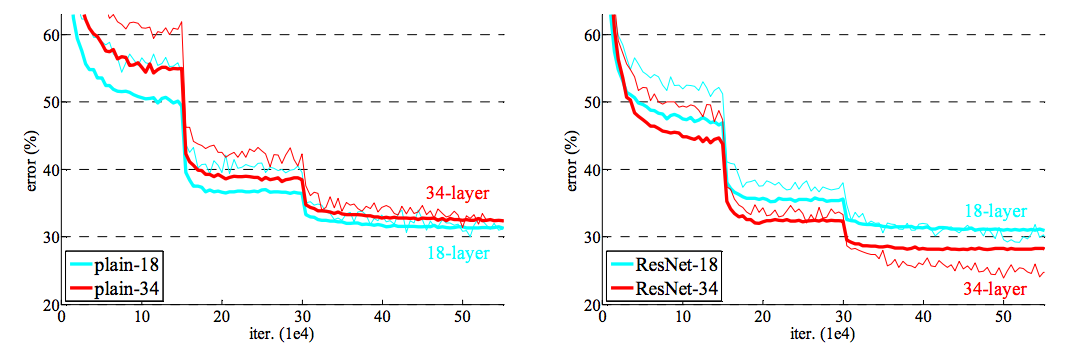 60
50
40
30
20
error (%)
0
10
20
30
40
50
iter. (1e4)
34-layer
18-layer
plain-18
plain-34
60
50
40
30
20
error (%)
0
10
20
30
40
50
iter. (1e4)
18-layer
34-layer
ResNet-18
ResNet-34